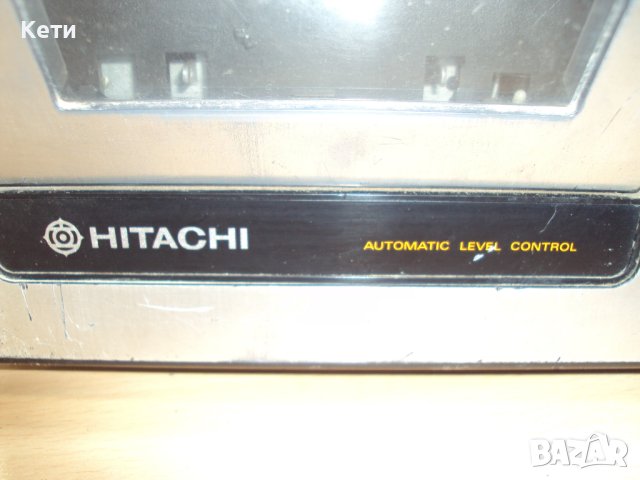 Кети
HITACHI
AUTOMATIC LEVEL CONTROL
BAZAR